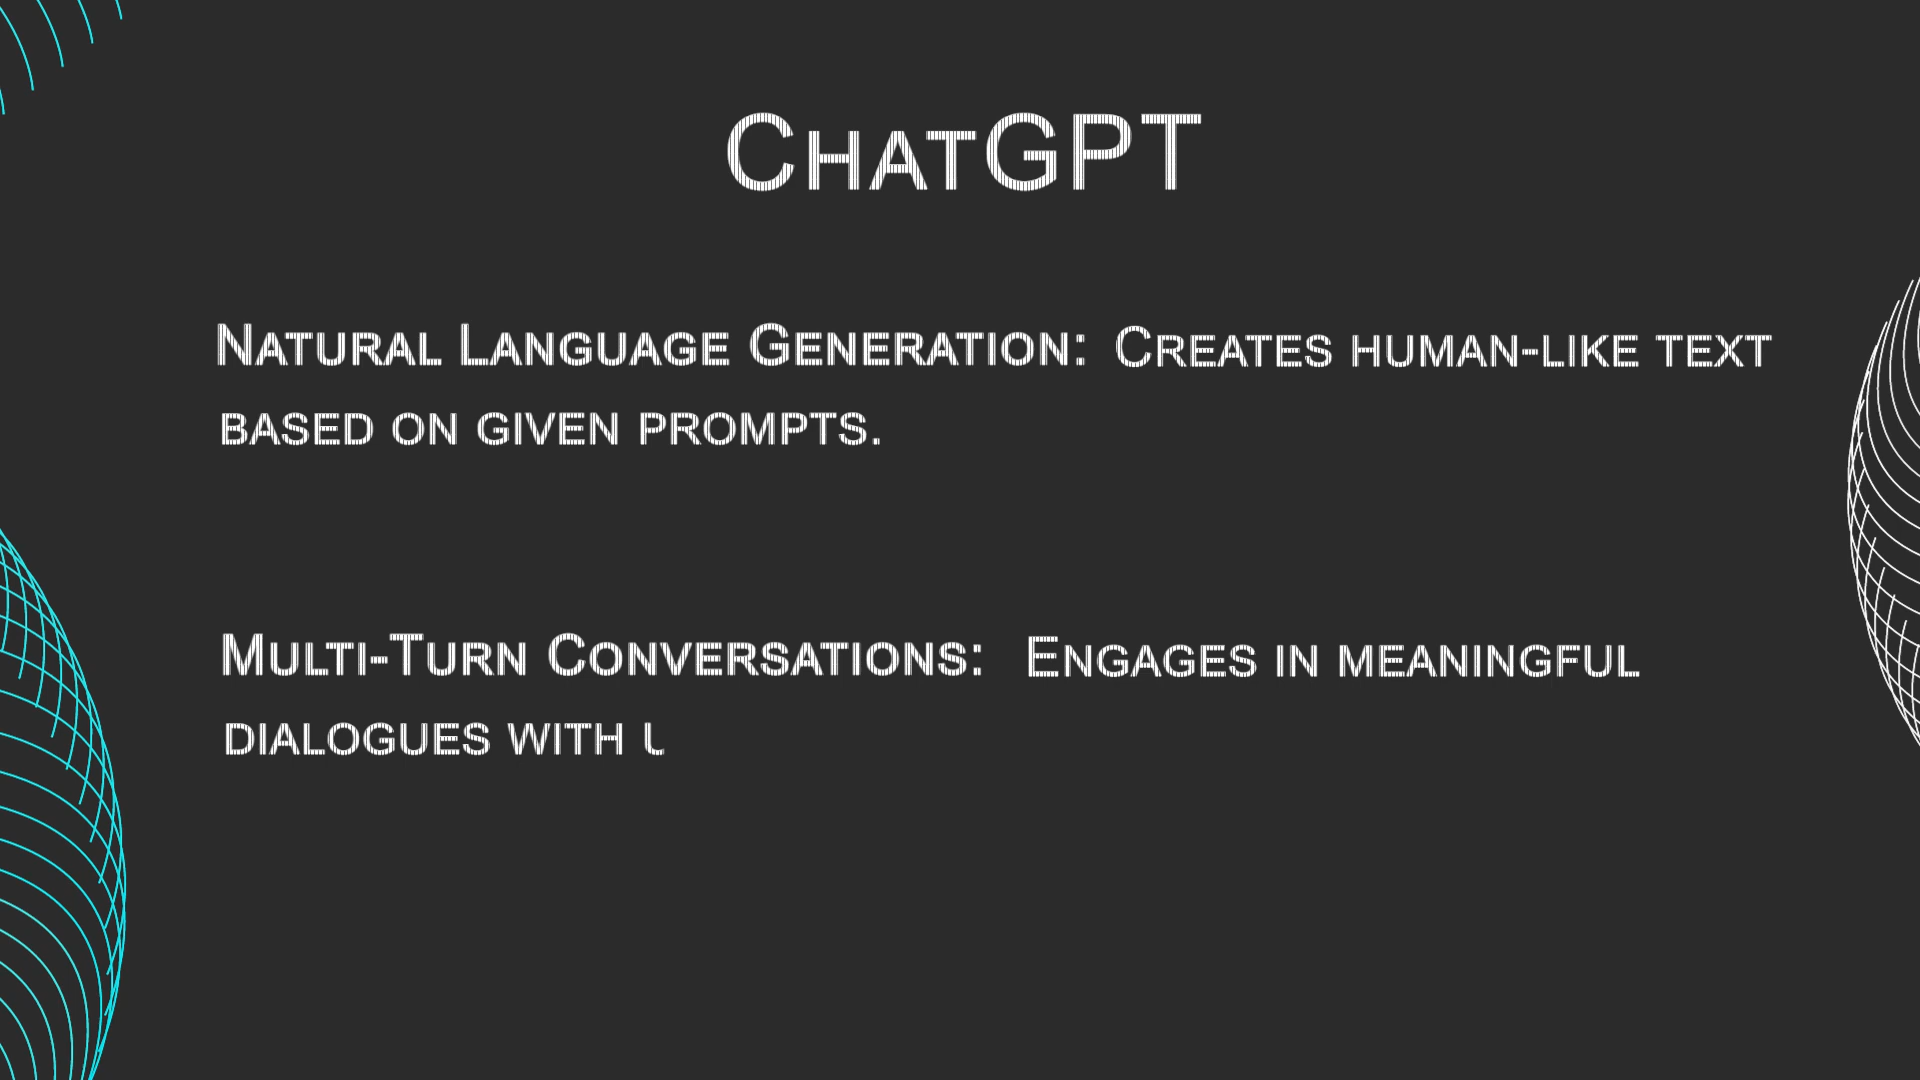 ChatGPT
Natural Language Generation: Creates human-like text
based on given prompts.
Multi-Turn Conversations: Engages in meaningful
dialogues with